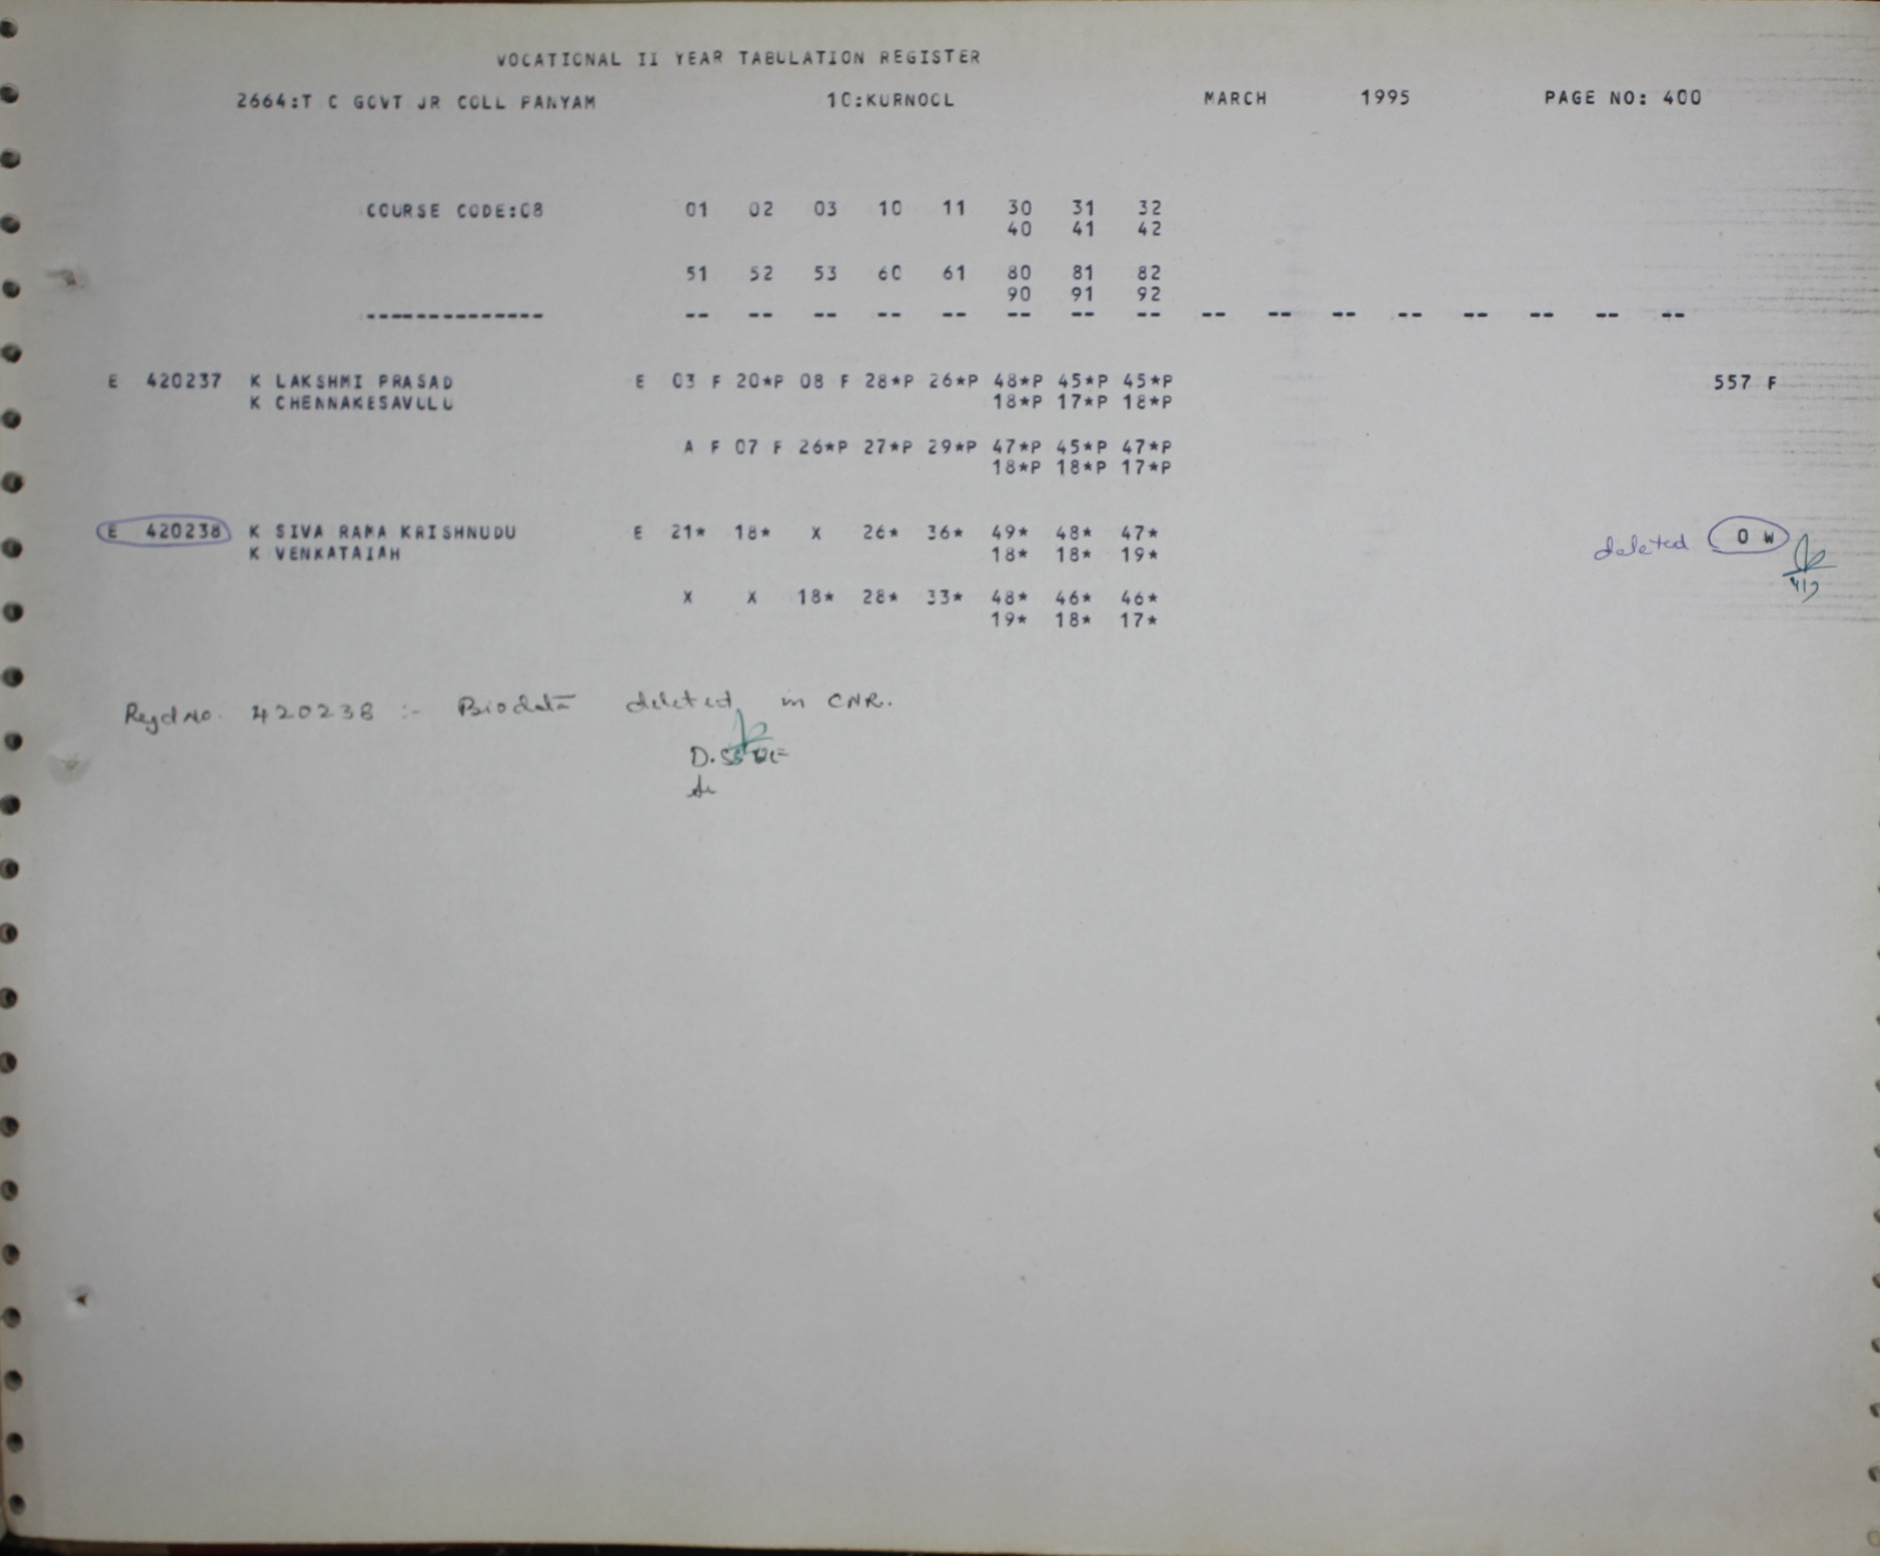 VOCATIONAL II YEAR TABULATION REGISTER
2664:T C GOVT JR COLL PANYAM 10:KURNOOL MARCH 1995 PAGE NO: 400
COURSE CODE:08 01 02 03 10 11 30 31 32
40 41 42
51 52 53 60 61 80 81 82
90 91 92
-------------- -- -- -- -- -- -- -- -- -- -- -- -- -- -- -- --
E 420237 K LAKSHMI PRASAD E 03 F 20*P 08 F 28*P 26*P 48*P 45*P 45*P 557 F
K CHENNAKESAVULU 18*P 17*P 18*P
A F 07 F 26*P 27*P 29*P 47*P 45*P 47*P
18*P 18*P 17*P
E 420238 K SIVA RAMA KRISHNUDU E 21* 18* X 26* 36* 49* 48* 47* deleted 0 W
K VENKATAIAH 18* 18* 19*
X X 18* 28* 33* 48* 46* 46*
19* 18* 17*
Regd No. 420238 :- Biodata deleted in CNR.